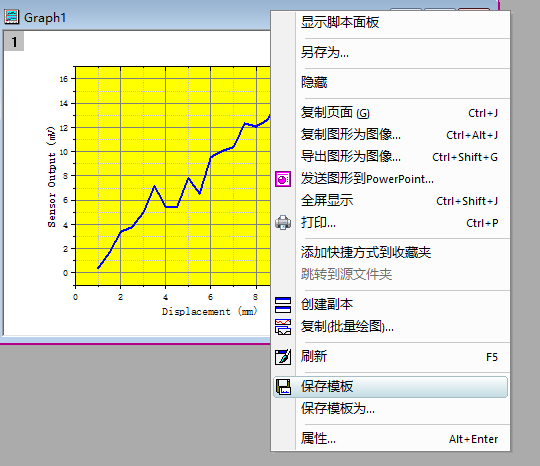 Graph1
1
16
14
12
10
8
6
4
2
0
0 2 4 6 8
Sensor Output (mV)
Displacement (mm)
显示脚本面板
另存为...
隐藏
复制页面 (G) Ctrl+J
复制图形为图像... Ctrl+Alt+J
导出图形为图像... Ctrl+Shift+G
发送图形到PowerPoint...
全屏显示 Ctrl+Shift+J
打印... Ctrl+P
添加快捷方式到收藏夹
跳转到源文件夹
创建副本
复制(批量绘图)...
刷新 F5
保存模板
保存模板为...
属性... Alt+Enter